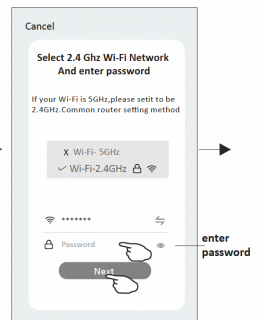 Cancel
Select 2.4 Ghz Wi-Fi Network
And enter password
If your Wi-Fi is 5GHz,please setit to be
2.4GHz.Common router setting method
X Wi-Fi- 5GHz
✓ Wi-Fi-2.4GHz
*******
Password
enter
password
Next